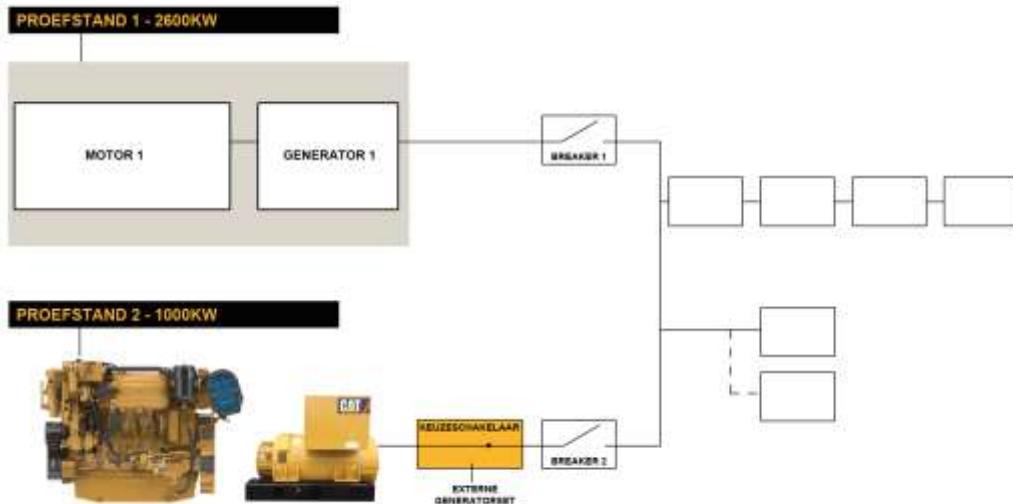 PROEFSTAND 1 - 2600KW
MOTOR 1
GENERATOR 1
BREAKER 1
PROEFSTAND 2 - 1000KW
CAT
KEUZESCHAKELAAR
BREAKER 2
EXTERNE
GENERATORSET